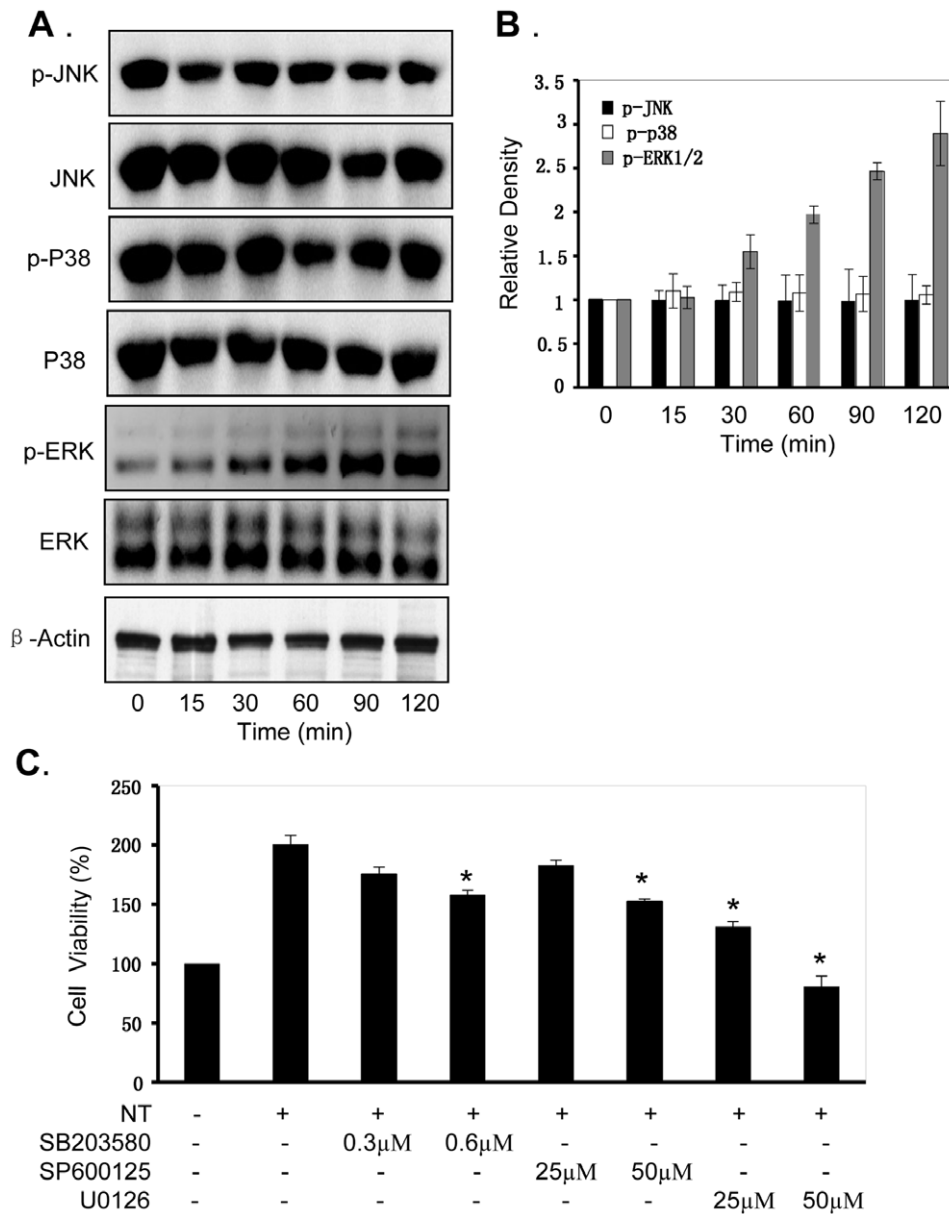 A .
p-JNK
JNK
p-P38
P38
p-ERK
ERK
β-Actin
0 15 30 60 90 120
Time (min)
B .
3.5
3
2.5
2
1.5
1
0.5
0
Relative Density
p-JNK
p-p38
p-ERK1/2
0 15 30 60 90 120
Time (min)
C.
250
200
150
100
50
0
Cell Viability (%)
* * * *
NT - + + + + + + +
SB203580 - - 0.3μM 0.6μM - - - -
SP600125 - - - - 25μM 50μM - -
U0126 - - - - - - 25μM 50μM